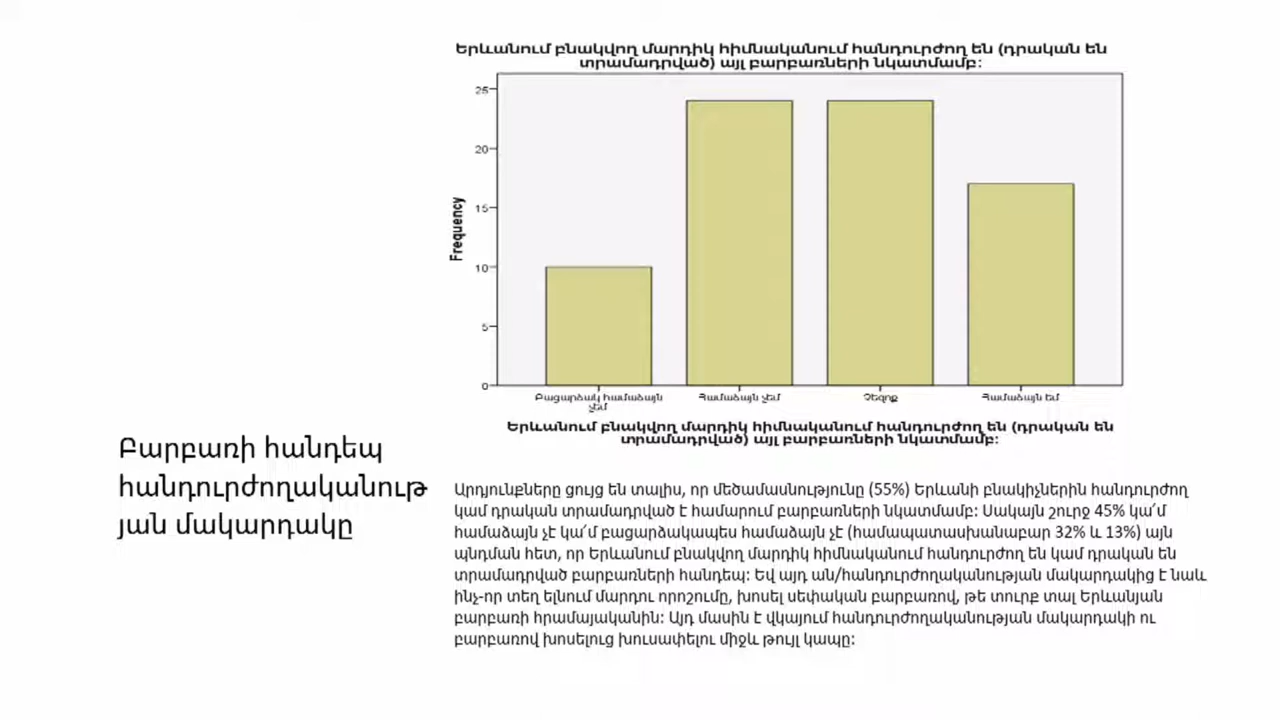 Երևանում բնակվող մարդիկ հիմնականում հանդուրժող են (դրական են
տրամադրված) այլ բարբառների նկատմամբ:
25
20
15
10
5
0
Frequency
Բացարձակ համաձայն
չեմ
Համաձայն չեմ
Չեզոք
Համաձայն եմ
Երևանում բնակվող մարդիկ հիմնականում հանդուրժող են (դրական են
տրամադրված) այլ բարբառների նկատմամբ:
Բարբառի հանդեպ
հանդուրժողականութ
յան մակարդակը
Արդյունքները ցույց են տալիս, որ մեծամասնությունը (55%) Երևանի բնակիչներին հանդուրժող
կամ դրական տրամադրված է համարում բարբառների նկատմամբ: Սակայն շուրջ 45% կա՛մ
համաձայն չէ կա՛մ բացարձակապես համաձայն չէ (համապատասխանաբար 32% և 13%) այն
պնդման հետ, որ Երևանում բնակվող մարդիկ հիմնականում հանդուրժող են կամ դրական են
տրամադրված բարբառների հանդեպ: Եվ այդ ան/հանդուրժողականության մակարդակից է նաև
ինչ-որ տեղ ելնում մարդու որոշումը, խոսել սեփական բարբառով, թե տուրք տալ Երևանյան
բարբառի հրամայականին: Այդ մասին է վկայում հանդուրժողականության մակարդակի ու
բարբառով խոսելուց խուսափելու միջև թույլ կապը: